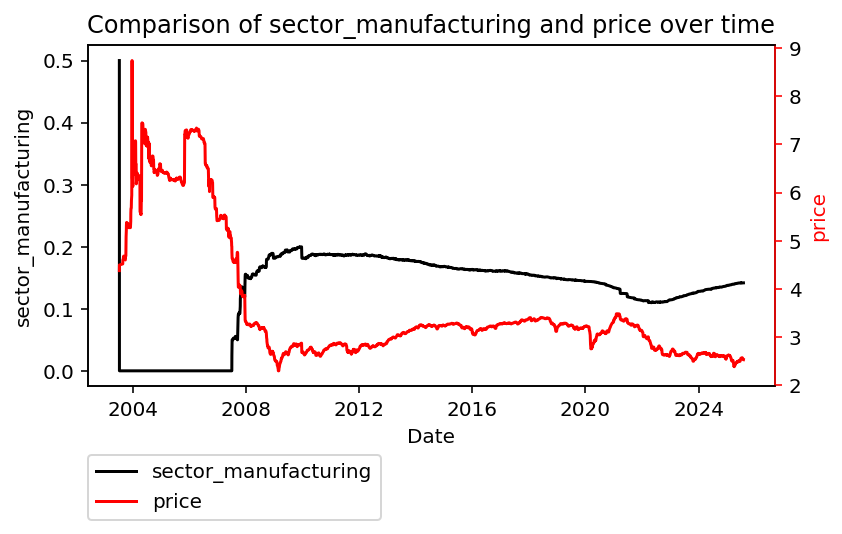 Comparison of sector_manufacturing and price over time
sector_manufacturing
0.5
0.4
0.3
0.2
0.1
0.0
9
8
7
6
5
4
3
2
price
2004 2008 2012 2016 2020 2024
Date
sector_manufacturing
price